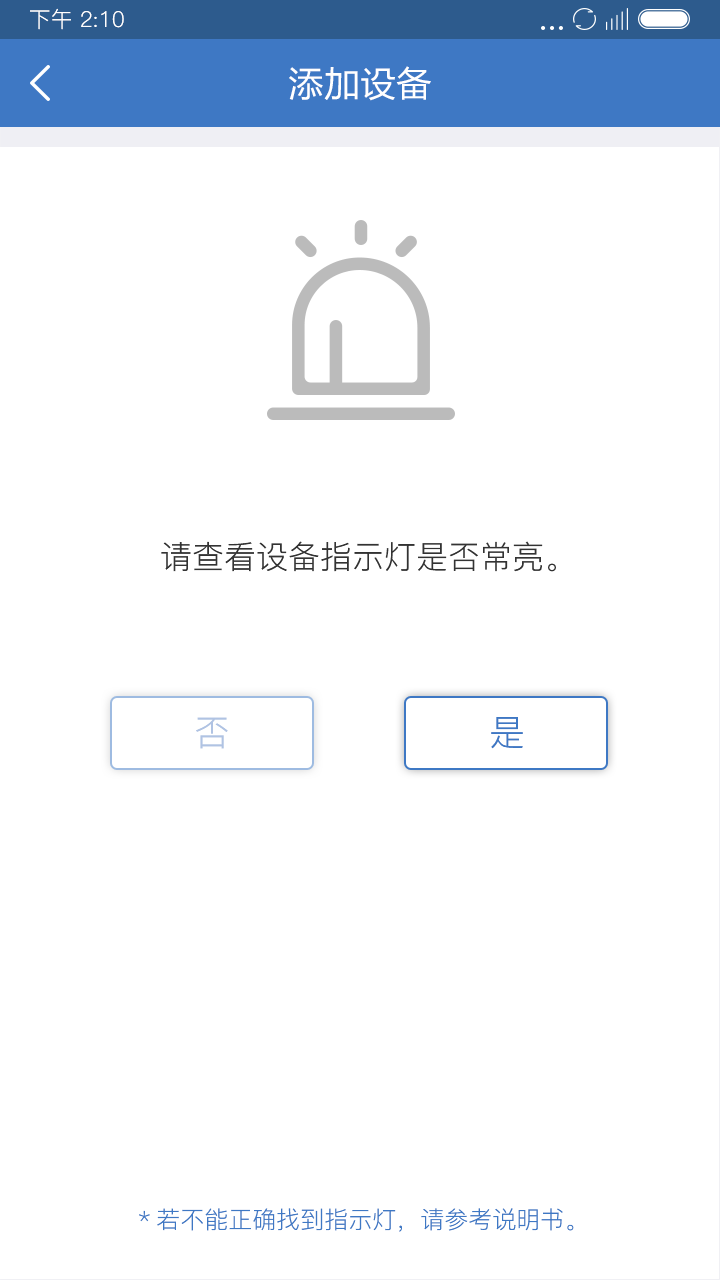 下午 2:10
添加设备
请查看设备指示灯是否常亮。
否
是
* 若不能正确找到指示灯，请参考说明书。